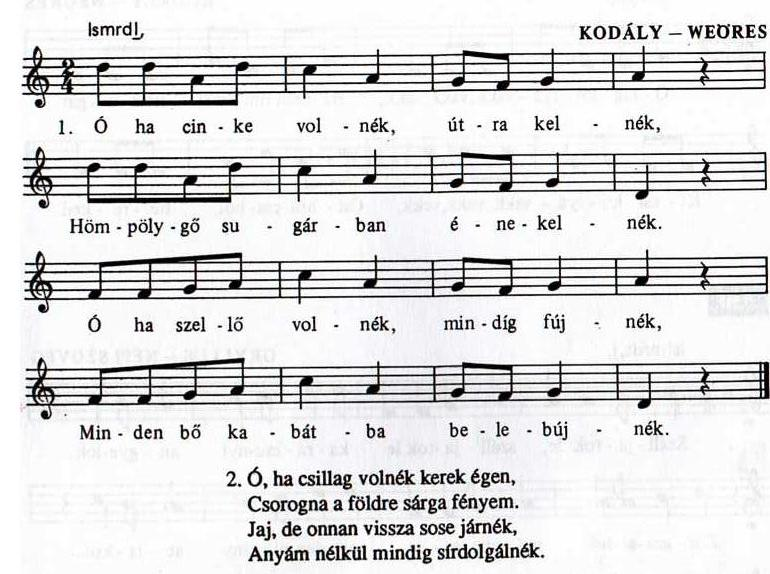 lsmrdl,
KODÁLY – WEÖRES
2
4
1. Ó ha cin - ke vol - nék, út - ra kel - nék,
Höm - pöly - gő su - gár - ban é - ne - kel - nék.
Ó ha szel - lő vol - nék, min - díg fúj - nék,
Min - den bő ka - bát - ba be - le - búj - nék.
2. Ó, ha csillag volnék kerek égen,
Csorogna a földre sárga fényem.
Jaj, de onnan vissza sose járnék,
Anyám nélkül mindig sírdolgálnék.